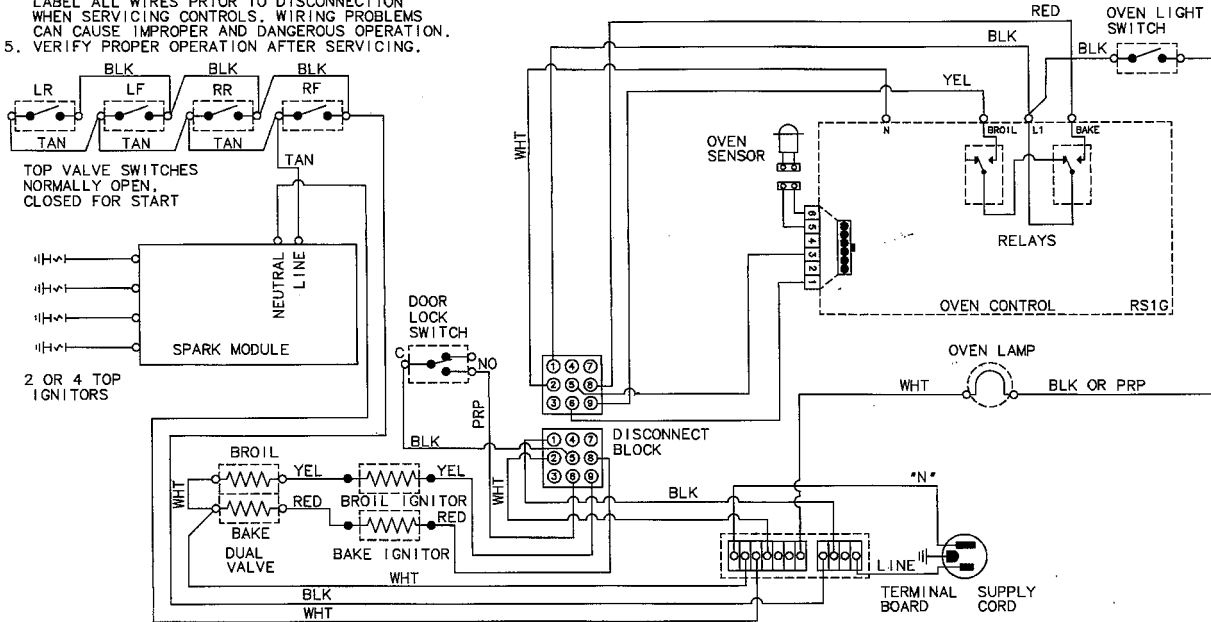 LABEL ALL WIRES PRIOR TO DISCONNECTION
WHEN SERVICING CONTROLS. WIRING PROBLEMS
CAN CAUSE IMPROPER AND DANGEROUS OPERATION.
5. VERIFY PROPER OPERATION AFTER SERVICING.
RED
OVEN LIGHT
SWITCH
BLK
BLK
BLK BLK BLK
LR LF RR RF
TAN TAN TAN
TAN
TOP VALVE SWITCHES
NORMALLY OPEN,
CLOSED FOR START
YEL
WHT
OVEN
SENSOR
N BROIL L1 BAKE
RELAYS
6
5
4
3
2
1
OVEN CONTROL RS1G
NEUTRAL
LINE
SPARK MODULE
2 OR 4 TOP
IGNITORS
DOOR
LOCK
SWITCH
C
NO
PRP
BLK
1 4 7
2 5 8
3 6 9
DISCONNECT
BLOCK
1 4 7
2 5 8
3 6 9
OVEN LAMP
WHT BLK OR PRP
BROIL
YEL YEL
WHT
BROIL IGNITOR
RED RED
BAKE
BAKE IGNITOR
DUAL
VALVE
WHT
BLK
"N"
WHT
BLK
WHT
LINE
TERMINAL
BOARD
SUPPLY
CORD